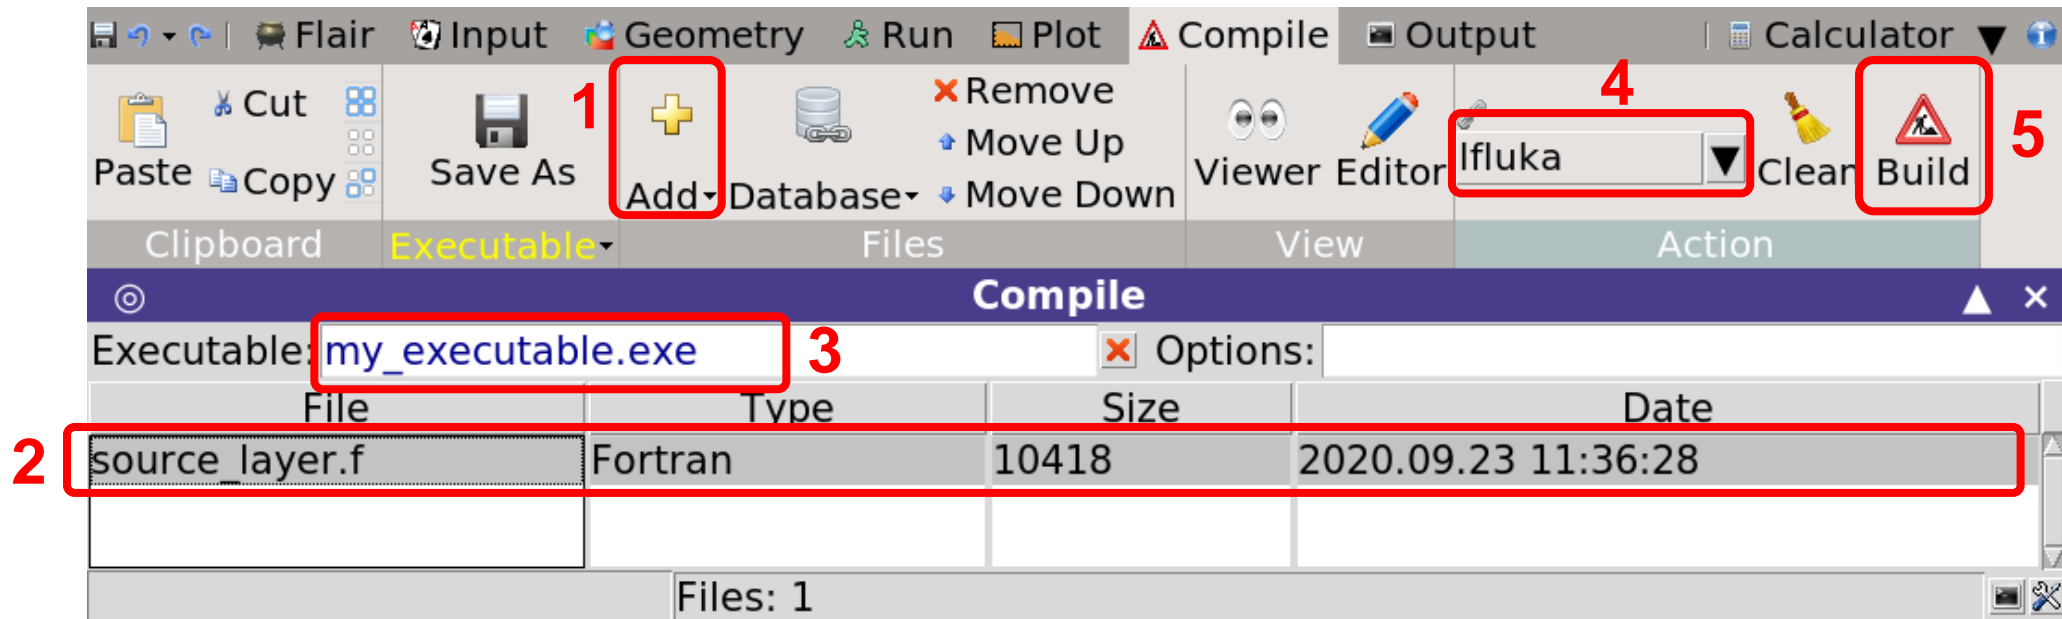 Flair Input Geometry Run Plot Compile Output Calculator
1 Cut Remove 4
Paste Copy Save As Add Database Move Up Viewer Editor lfluka Clean Build 5
Move Down
Clipboard Executable Files View Action
Compile
Executable: my_executable.exe 3 Options:
File Type Size Date
2 source_layer.f Fortran 10418 2020.09.23 11:36:28
Files: 1